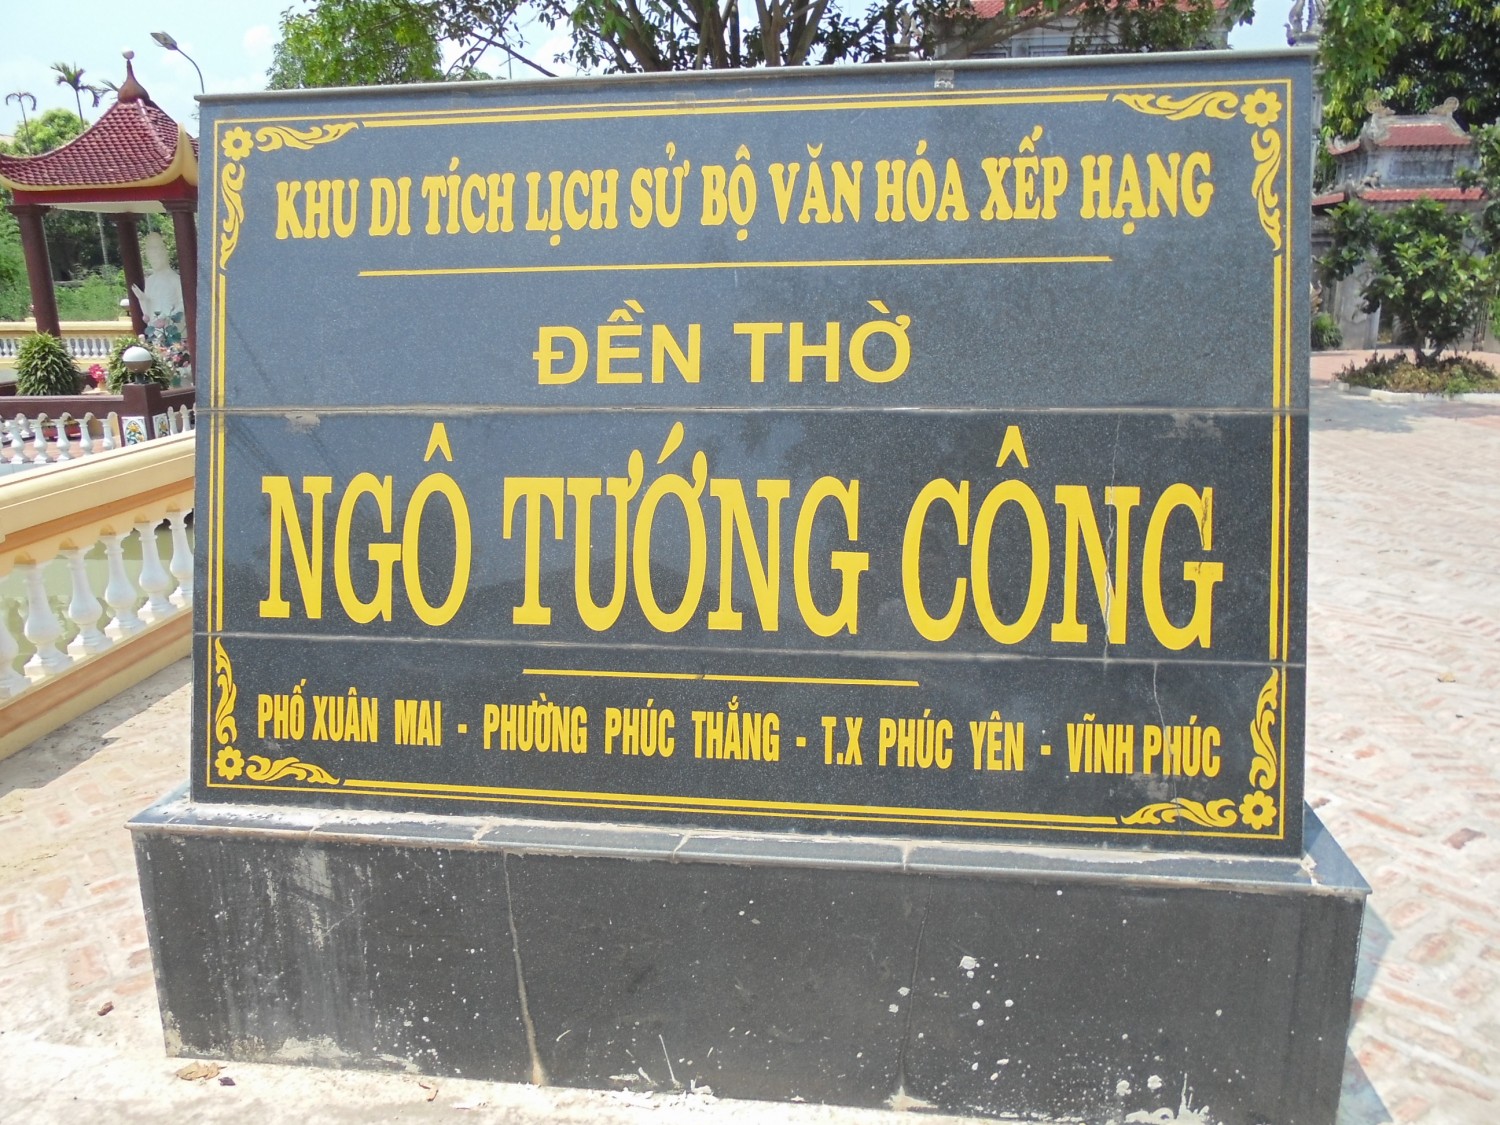 KHU DI TÍCH LỊCH SỬ BỘ VĂN HÓA XẾP HẠNG
ĐỀN THỜ
NGÔ TƯỚNG CÔNG
PHỐ XUÂN MAI - PHƯỜNG PHÚC THẮNG - T.X PHÚC YÊN - VĨNH PHÚC